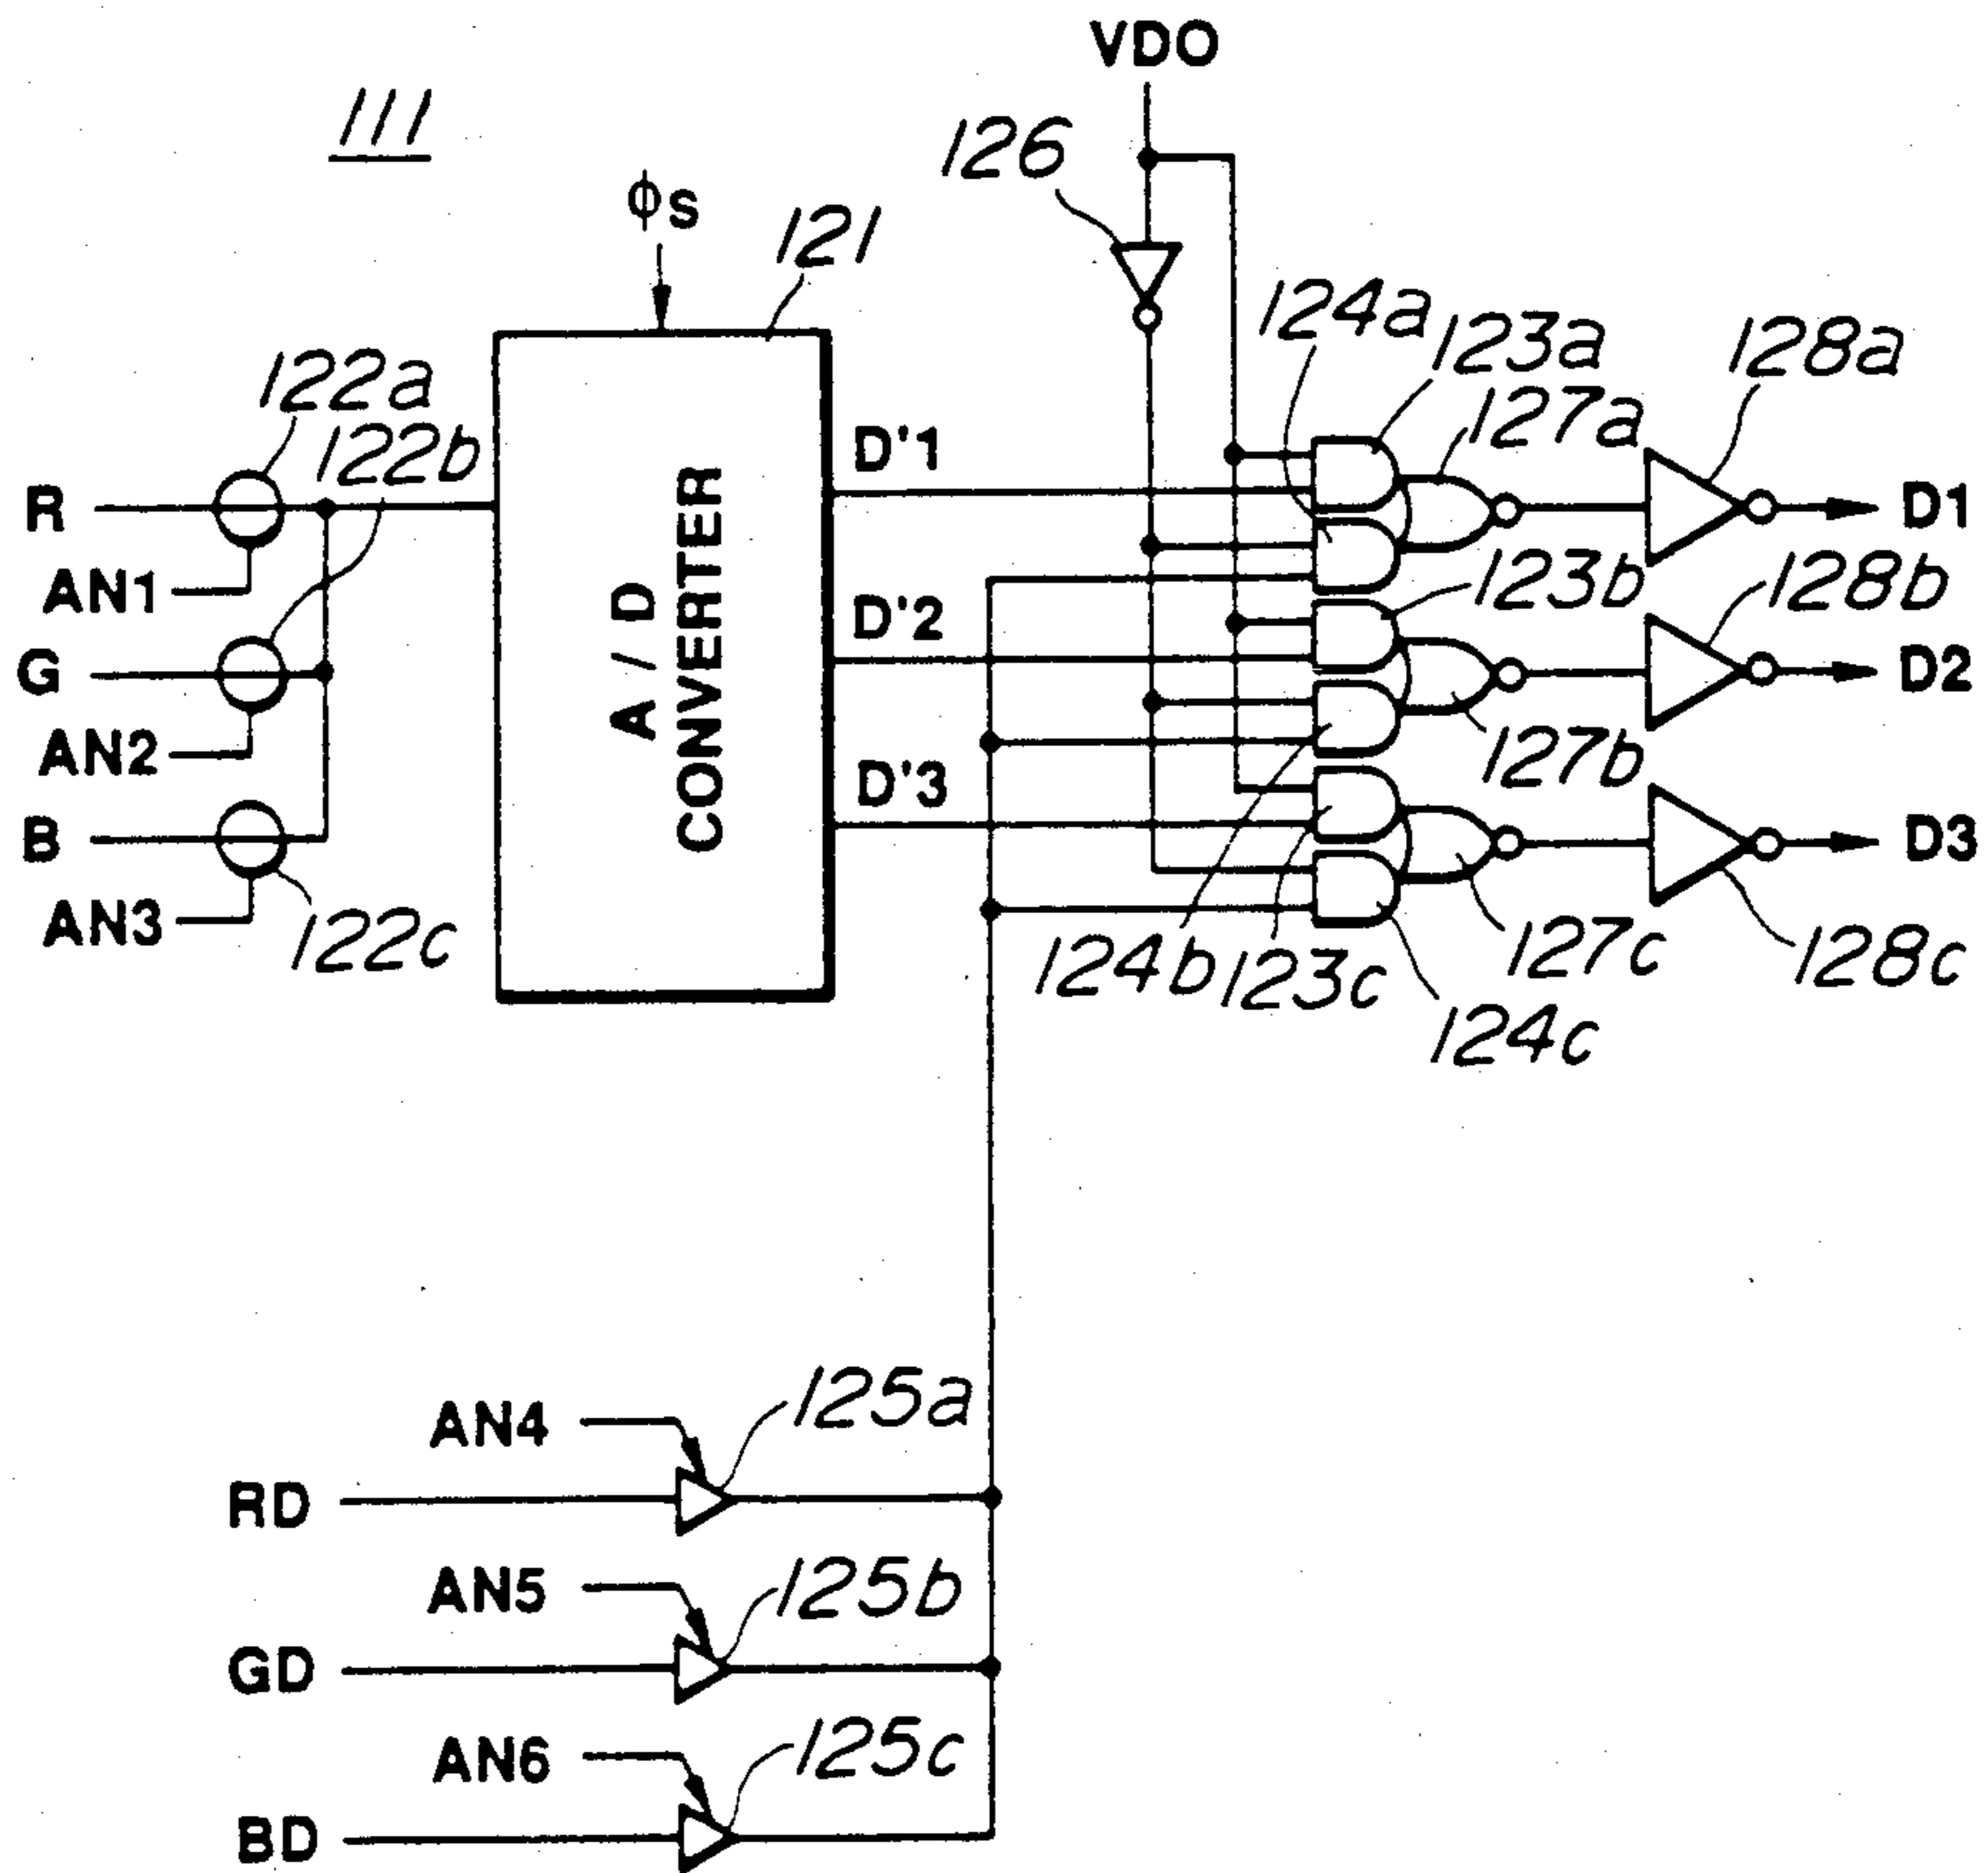 VDO
111
126
φs
121
124a
123a
128a
122a
127a
122b
D'1
R
D1
AN1
123b
128b
A/D CONVERTER
D'2
G
D2
AN2
127b
D'3
B
D3
AN3
122c
124b
123c
127c
128c
124c
AN4
125a
RD
AN5
125b
GD
AN6
125c
BD